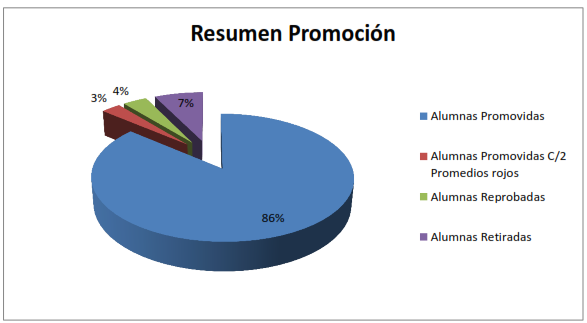 Resumen Promoción
3%
4%
7%
86%
Alumnas Promovidas
Alumnas Promovidas C/2
Promedios rojos
Alumnas Reprobadas
Alumnas Retiradas